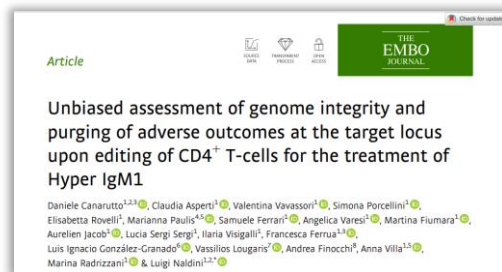 Check for updates
Article
SOURCE DATA
TRANSPARENT PROCESS
OPEN ACCESS
THE
EMBO
JOURNAL
Unbiased assessment of genome integrity and
purging of adverse outcomes at the target locus
upon editing of CD4+ T-cells for the treatment of
Hyper IgM1
Daniele Canarutto1,2,3, Claudia Asperti1, Valentina Vavassori1, Simona Porcellini1,
Elisabetta Rovelli1, Marianna Paulis4,5, Samuele Ferrari1, Angelica Varesi1, Martina Fiumara1,
Aurelien Jacob1, Lucia Sergi Sergi1, Ilaria Visigalli1, Francesca Ferrua1,3,
Luis Ignacio González-Granado6, Vassilios Lougaris7, Andrea Finocchi8, Anna Villa1,5,
Marina Radrizzani1 & Luigi Naldini1,2,*